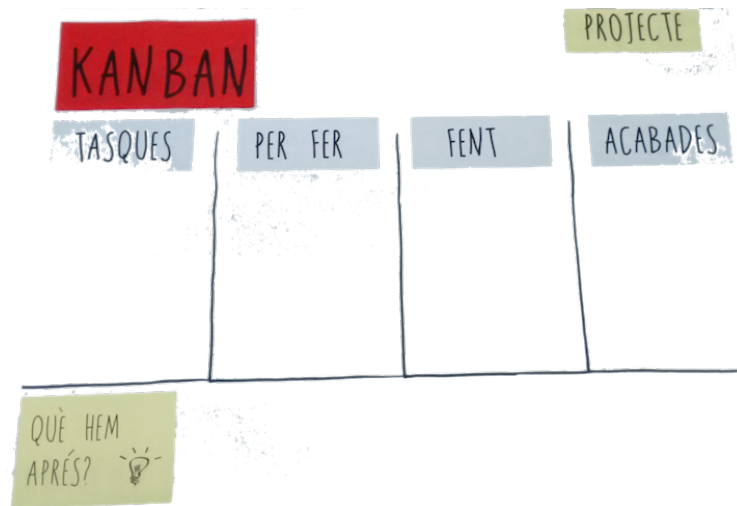 KANBAN
PROJECTE
TASQUES
PER FER
FENT
ACABADES
QUÈ HEM
APRÉS?